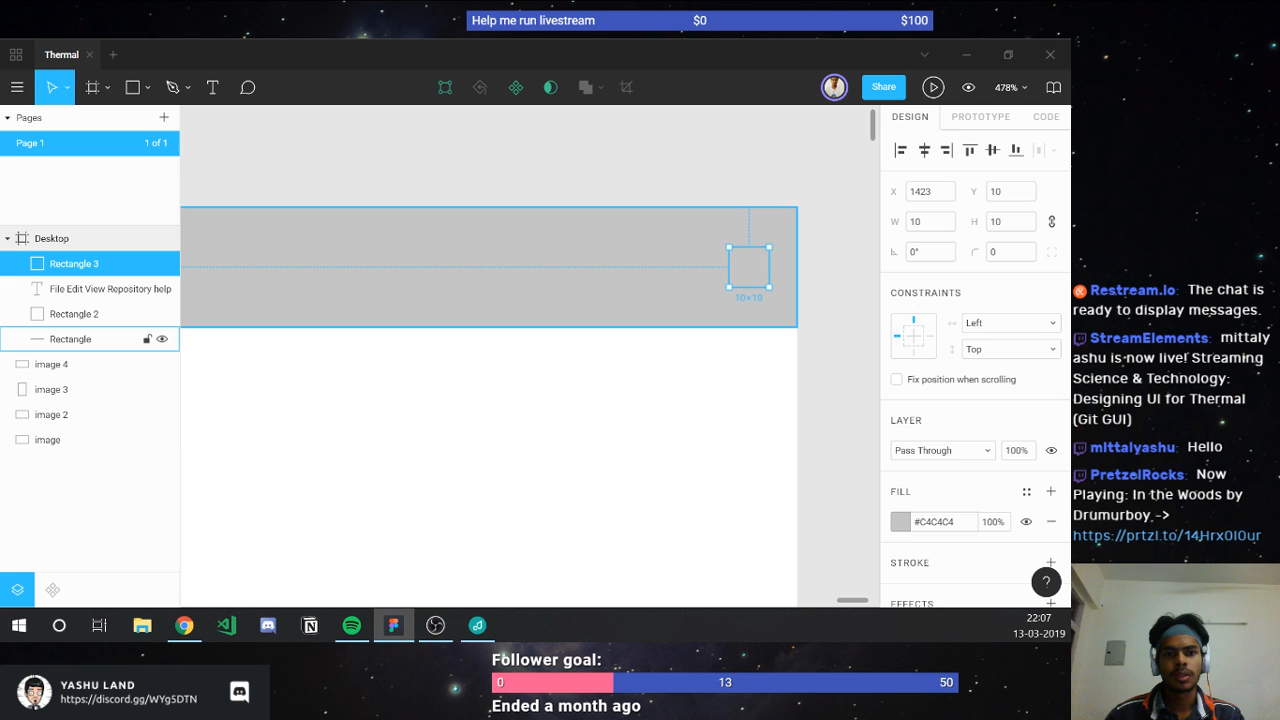 Help me run livestream $0 $100
Thermal
Share
478%
Pages
Page 1 1 of 1
Desktop
Rectangle 3
File Edit View Repository help
Rectangle 2
Rectangle
image 4
image 3
image 2
image
10×10
DESIGN PROTOTYPE CODE
X 1423 Y 10
W 10 H 10
0° 0
CONSTRAINTS
Left
Top
Fix position when scrolling
LAYER
Pass Through 100%
FILL
#C4C4C4 100%
STROKE
EFFECTS
?
22:07
13-03-2019
Restream.io: The chat is
ready to display messages.
StreamElements: mittaly
ashu is now live! Streaming
Science & Technology:
Designing UI for Thermal
(Git GUI)
mittalyashu: Hello
PretzelRocks: Now
Playing: In the Woods by
Drumurboy ->
https://prtzl.to/14Hrx0I0ur
YASHU LAND
https://discord.gg/WYg5DTN
Follower goal:
0 13 50
Ended a month ago